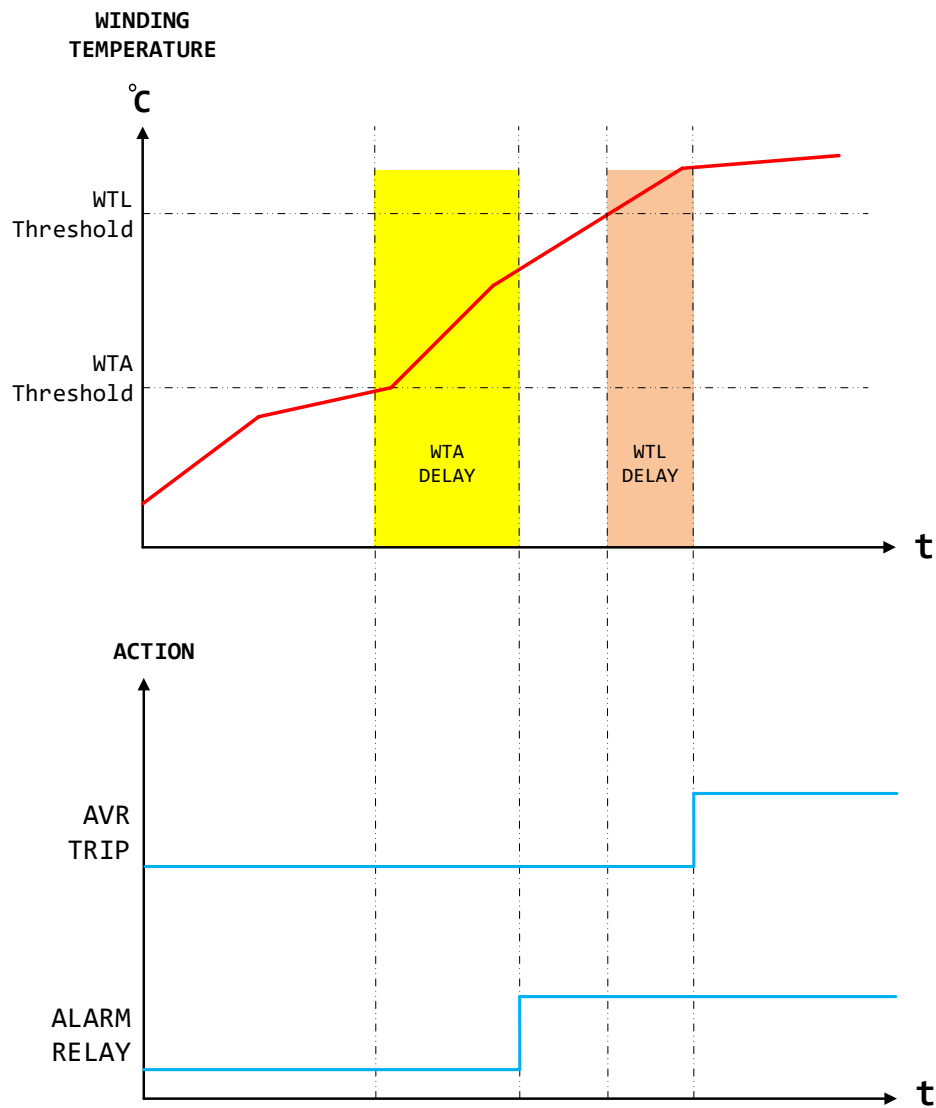 WINDING
TEMPERATURE
°C
WTL
Threshold
WTA
Threshold
WTA
DELAY
WTL
DELAY
t
ACTION
AVR
TRIP
ALARM
RELAY
t